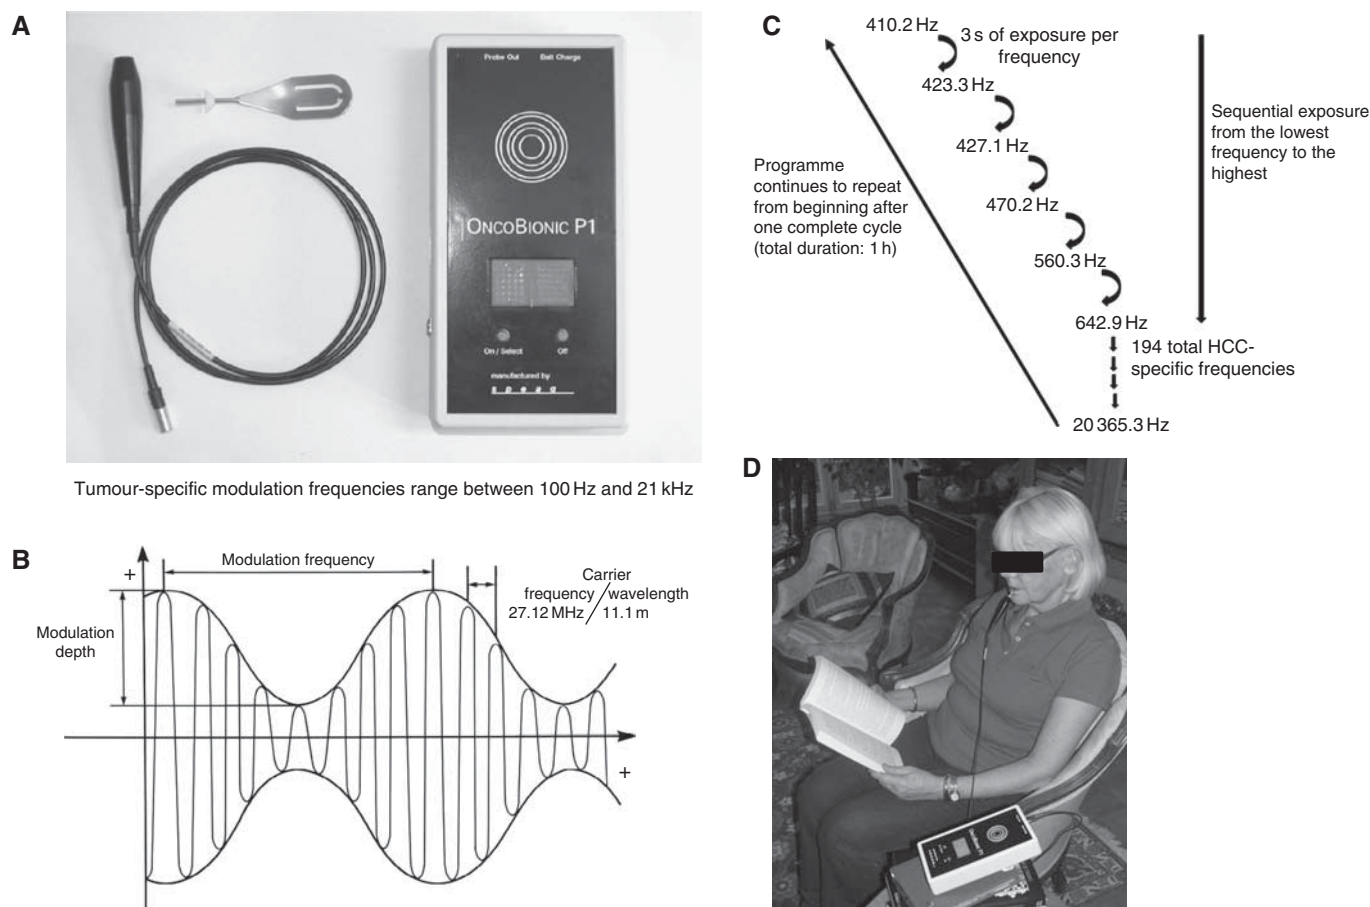 A
Probe Out Batt Charge
ONCOBIONIC P1
On / Select Off
manufactured by
s p e a g
Tumour-specific modulation frequencies range between 100 Hz and 21 kHz
B
+
Modulation frequency
Carrier
frequency / wavelength
27.12 MHz / 11.1 m
Modulation
depth
+
C
410.2 Hz
3 s of exposure per
frequency
423.3 Hz
427.1 Hz
470.2 Hz
560.3 Hz
642.9 Hz
194 total HCC-
specific frequencies
20 365.3 Hz
Programme
continues to repeat
from beginning after
one complete cycle
(total duration: 1 h)
Sequential exposure
from the lowest
frequency to the
highest
D
ONCOBIONIC P1